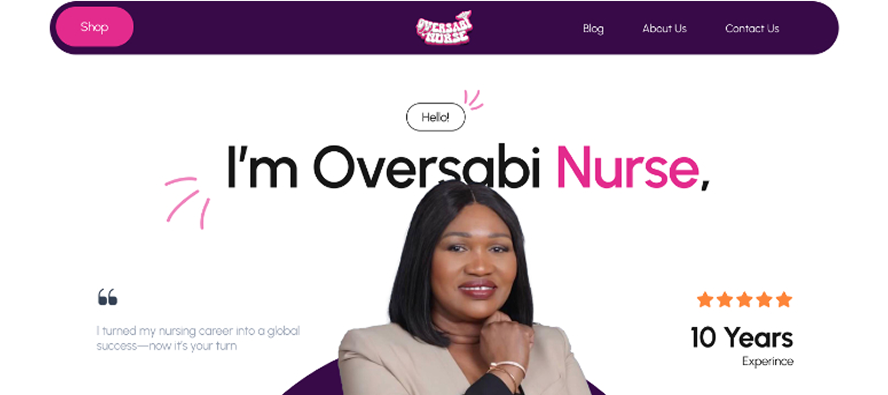 Shop
OVERSABI
NURSE
Blog
About Us
Contact Us
Hello!
I'm Oversabi Nurse,
“
I turned my nursing career into a global
success—now it's your turn
10 Years
Experince